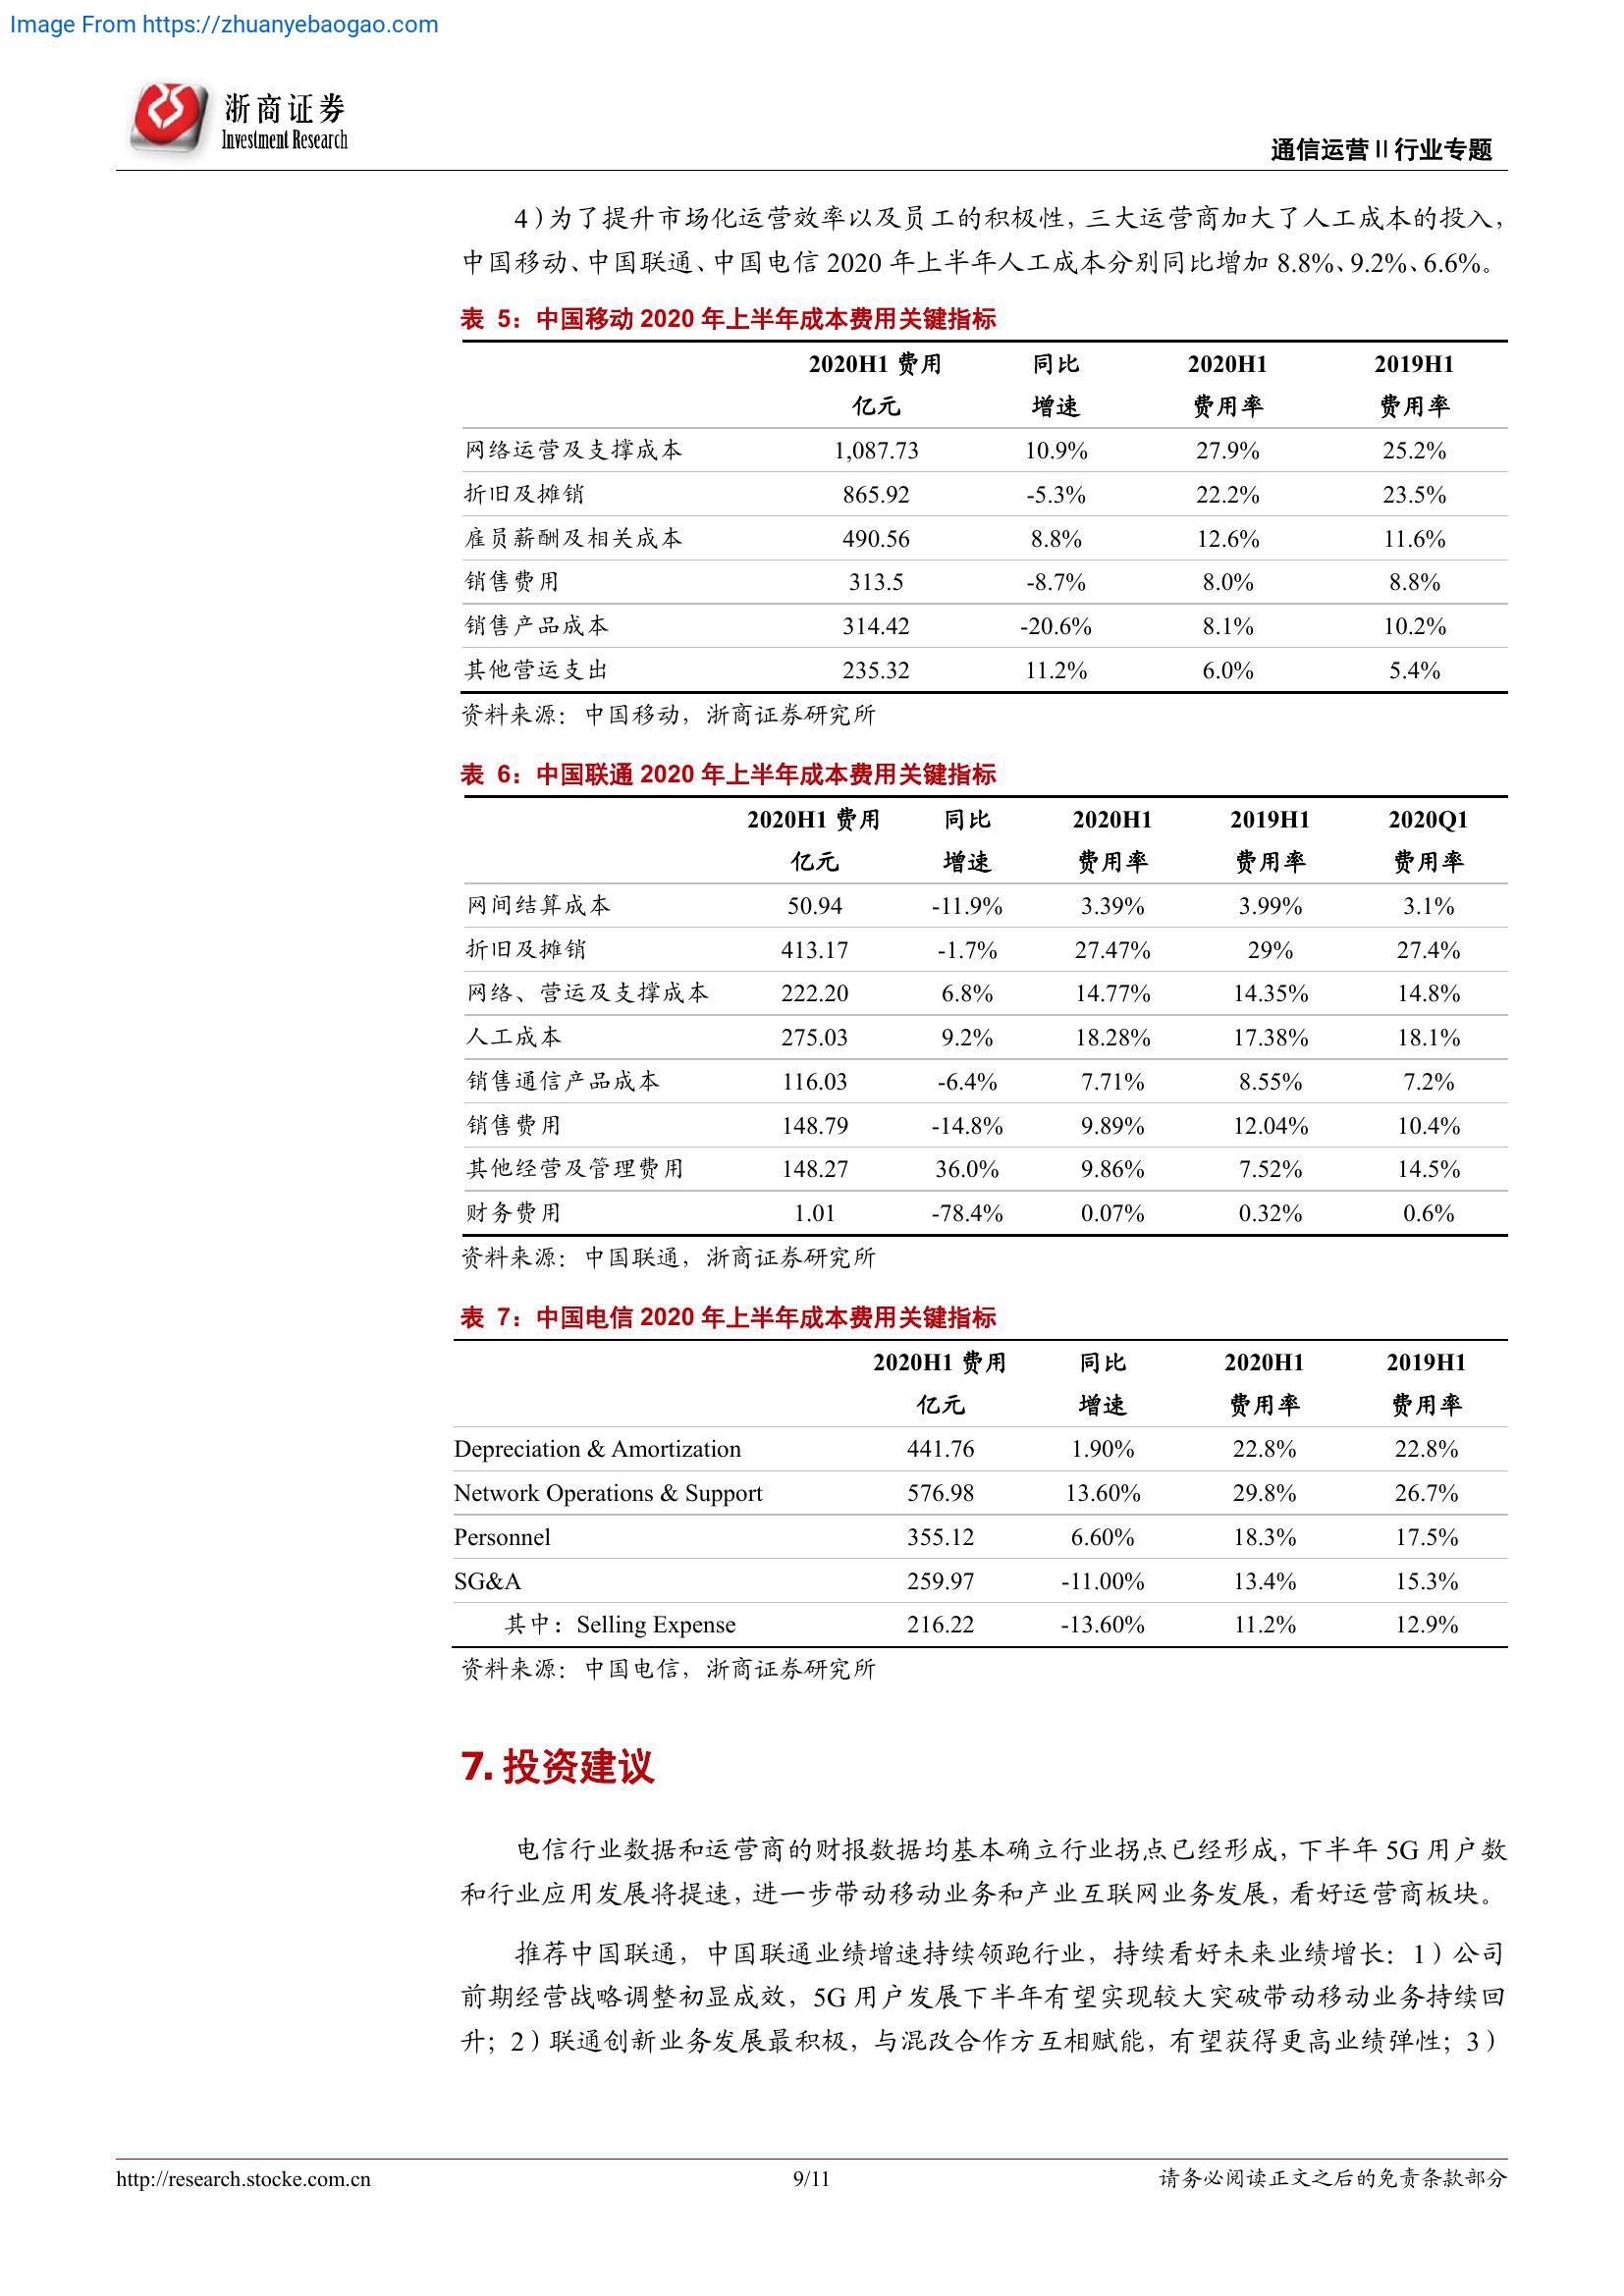 Image From https://zhuanyebaogao.com
浙商证券
Investment Research
通信运营Ⅱ行业专题
4）为了提升市场化运营效率以及员工的积极性，三大运营商加大了人工成本的投入，
中国移动、中国联通、中国电信 2020 年上半年人工成本分别同比增加 8.8%、9.2%、6.6%。
表 5：中国移动 2020 年上半年成本费用关键指标
2020H1 费用 同比 2020H1 2019H1
亿元 增速 费用率 费用率
网络运营及支撑成本 1,087.73 10.9% 27.9% 25.2%
折旧及摊销 865.92 -5.3% 22.2% 23.5%
雇员薪酬及相关成本 490.56 8.8% 12.6% 11.6%
销售费用 313.5 -8.7% 8.0% 8.8%
销售产品成本 314.42 -20.6% 8.1% 10.2%
其他营运支出 235.32 11.2% 6.0% 5.4%
资料来源：中国移动，浙商证券研究所
表 6：中国联通 2020 年上半年成本费用关键指标
2020H1 费用 同比 2020H1 2019H1 2020Q1
亿元 增速 费用率 费用率 费用率
网间结算成本 50.94 -11.9% 3.39% 3.99% 3.1%
折旧及摊销 413.17 -1.7% 27.47% 29% 27.4%
网络、营运及支撑成本 222.20 6.8% 14.77% 14.35% 14.8%
人工成本 275.03 9.2% 18.28% 17.38% 18.1%
销售通信产品成本 116.03 -6.4% 7.71% 8.55% 7.2%
销售费用 148.79 -14.8% 9.89% 12.04% 10.4%
其他经营及管理费用 148.27 36.0% 9.86% 7.52% 14.5%
财务费用 1.01 -78.4% 0.07% 0.32% 0.6%
资料来源：中国联通，浙商证券研究所
表 7：中国电信 2020 年上半年成本费用关键指标
2020H1 费用 同比 2020H1 2019H1
亿元 增速 费用率 费用率
Depreciation & Amortization 441.76 1.90% 22.8% 22.8%
Network Operations & Support 576.98 13.60% 29.8% 26.7%
Personnel 355.12 6.60% 18.3% 17.5%
SG&A 259.97 -11.00% 13.4% 15.3%
其中：Selling Expense 216.22 -13.60% 11.2% 12.9%
资料来源：中国电信，浙商证券研究所
7. 投资建议
电信行业数据和运营商的财报数据均基本确立行业拐点已经形成，下半年 5G 用户数
和行业应用发展将提速，进一步带动移动业务和产业互联网业务发展，看好运营商板块。
推荐中国联通，中国联通业绩增速持续领跑行业，持续看好未来业绩增长：1）公司
前期经营战略调整初显成效，5G 用户发展下半年有望实现较大突破带动移动业务持续回
升；2）联通创新业务发展最积极，与混改合作方互相赋能，有望获得更高业绩弹性；3）
http://research.stocke.com.cn 9/11 请务必阅读正文之后的免责条款部分